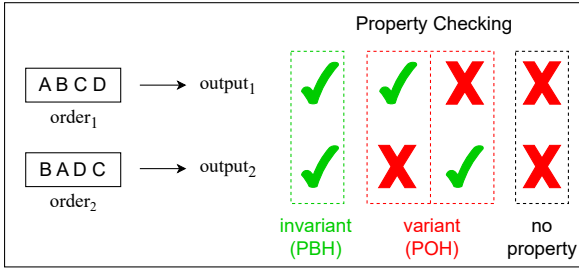 Property Checking
A B C D
output₁
order₁
B A D C
output₂
order₂
invariant
(PBH)
variant
(POH)
no
property